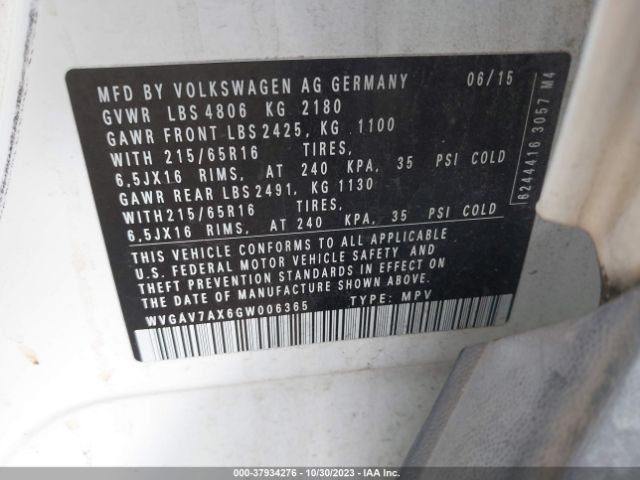 MFD BY VOLKSWAGEN AG GERMANY 06/15
GVWR LBS 4806 KG 2180
GAWR FRONT LBS 2425, KG 1100
WITH 215/65R16 TIRES,
6,5JX16 RIMS, AT 240 KPA, 35 PSI COLD
GAWR REAR LBS 2491, KG 1130
WITH 215/65R16 TIRES,
6,5JX16 RIMS, AT 240 KPA, 35 PSI COLD
THIS VEHICLE CONFORMS TO ALL APPLICABLE
U.S. FEDERAL MOTOR VEHICLE SAFETY AND
THEFT PREVENTION STANDARDS IN EFFECT ON
THE DATE OF MANUFACTURE SHOWN ABOVE.
WVGAV7AX6GW006365 TYPE: MPV
6244416 3057 M4
000-37934276 - 10/30/2023 - IAA Inc.